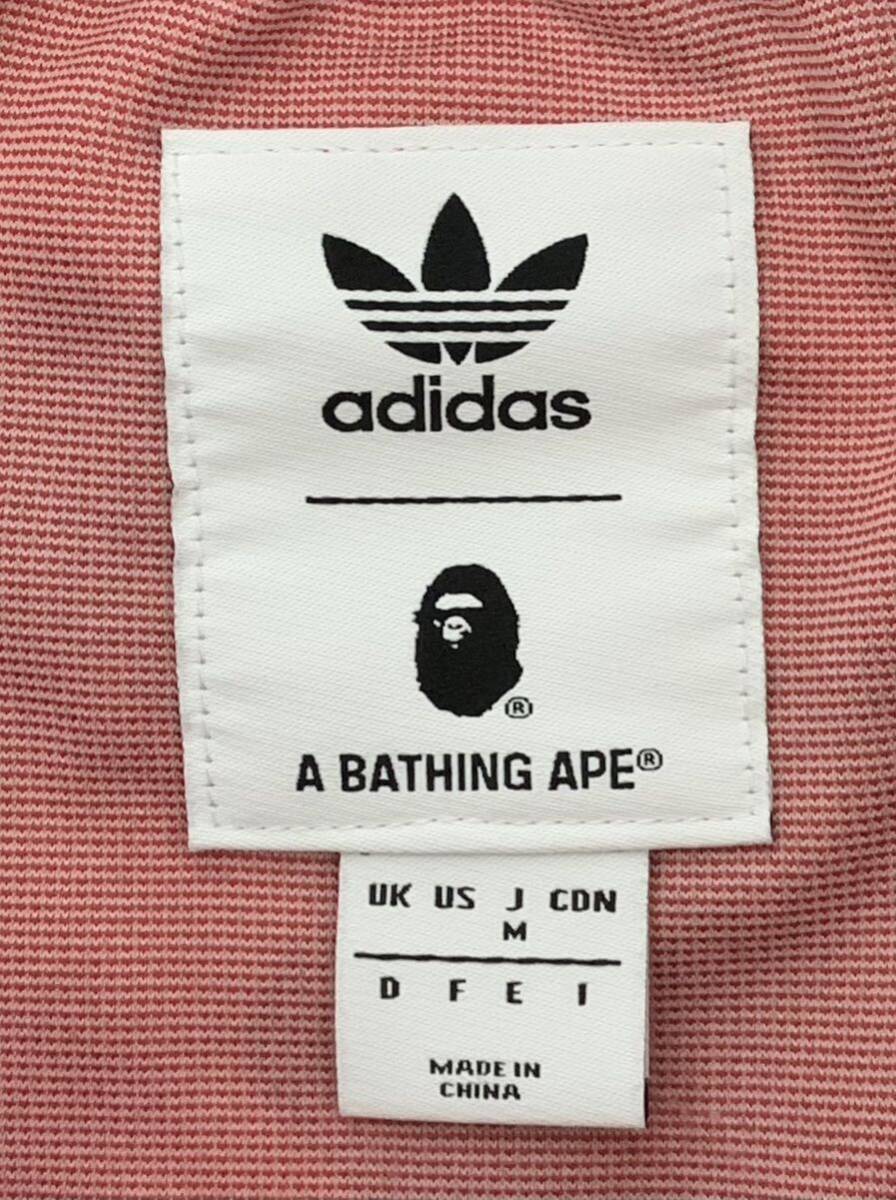 adidas
®
A BATHING APE®
UK US J CDN
M
D F E I
MADE IN
CHINA